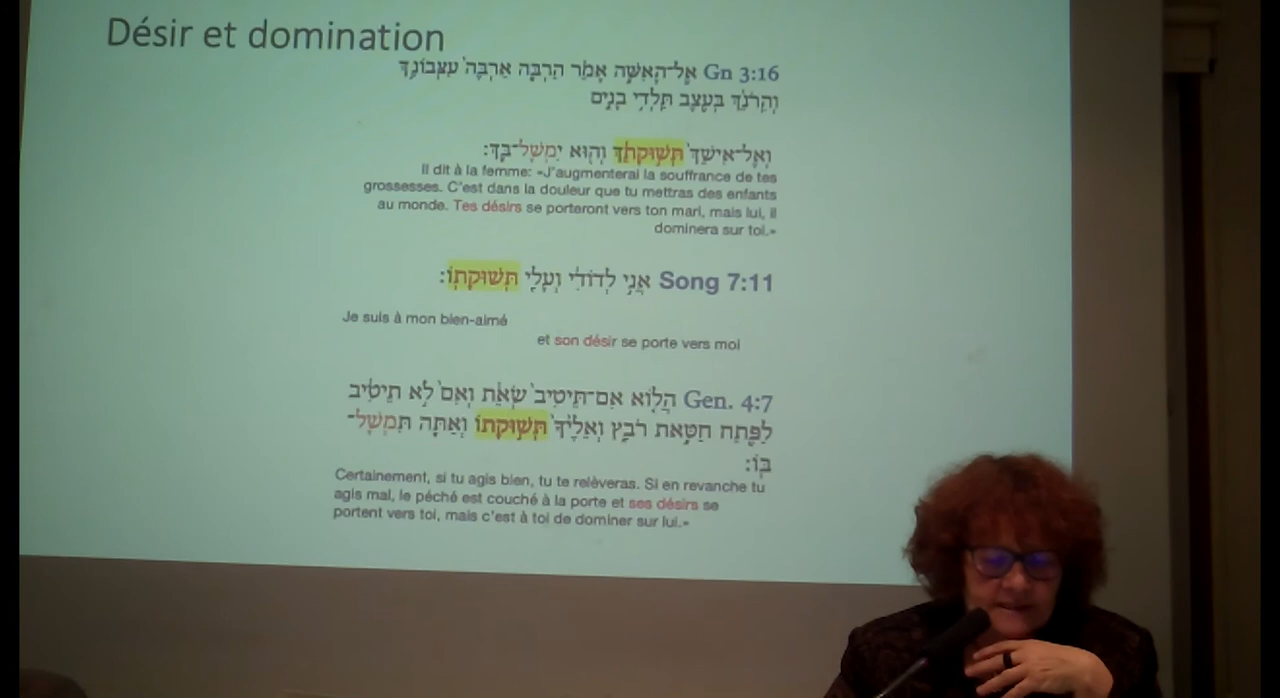 Désir et domination
Gn 3:16 אֶֽל־הָאִשָּׁ֣ה אָמַ֗ר הַרְבָּ֤ה אַרְבֶּה֙ עִצְּבוֹנֵ֣ךְ
וְהֵֽרֹנֵ֔ךְ בְּעֶ֖צֶב תֵּֽלְדִ֣י בָנִ֑ים
וְאֶל־אִישֵׁךְ֙ תְּשׁ֣וּקָתֵ֔ךְ וְה֖וּא יִמְשָׁל־בָּֽךְ׃
Il dit à la femme: «J'augmenterai la souffrance de tes
grossesses. C'est dans la douleur que tu mettras des enfants
au monde. Tes désirs se porteront vers ton mari, mais lui, il
dominera sur toi.»
Song 7:11 אֲנִ֣י לְדוֹדִ֔י וְעָלַ֖י תְּשׁוּקָתֽוֹ׃
Je suis à mon bien-aimé
et son désir se porte vers moi
Gen. 4:7 הֲל֤וֹא אִם־תֵּיטִיב֙ שְׂאֵ֔ת וְאִם֙ לֹ֣א תֵיטִ֔יב
לַפֶּ֖תַח חַטָּ֣את רֹבֵ֑ץ וְאֵלֶ֙יךָ֙ תְּשׁ֣וּקָת֔וֹ וְאַתָּ֖ה תִּמְשָׁל־
בּֽוֹ׃
Certainement, si tu agis bien, tu te relèveras. Si en revanche tu
agis mal, le péché est couché à la porte et ses désirs se
portent vers toi, mais c'est à toi de dominer sur lui.»